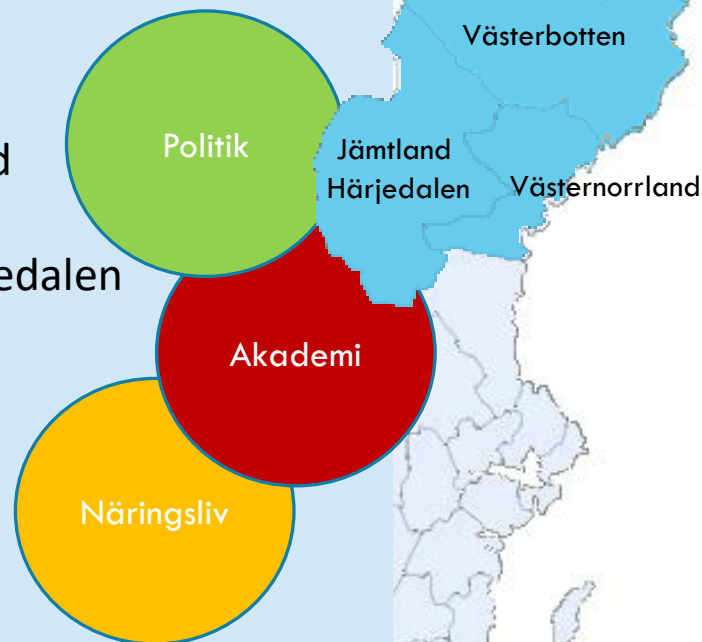 Västerbotten
Politik
Jämtland
Härjedalen
Västernorrland
Akademi
Näringsliv